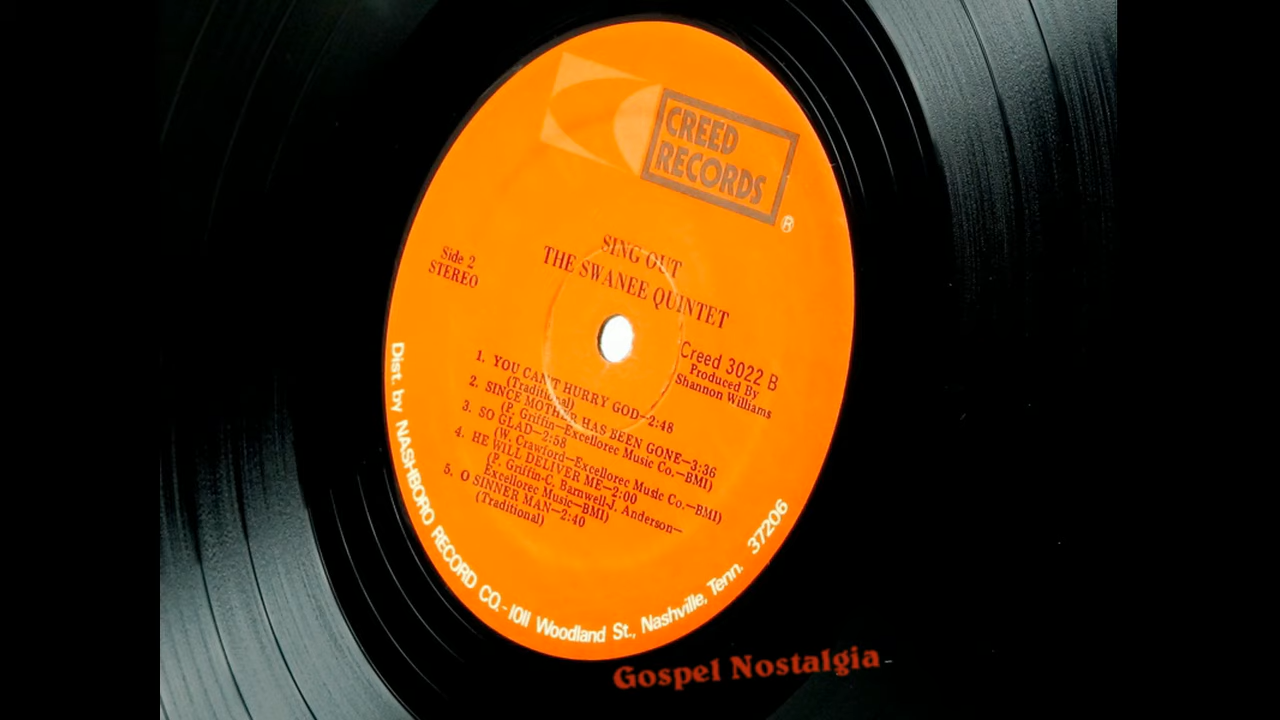 CREED
RECORDS
®
SING OUT
THE SWANEE QUINTET
Side 2
STEREO
Creed 3022 B
Produced By
Shannon Williams
1. YOU CAN'T HURRY GOD—2:48
(Traditional)
2. SINCE MOTHER HAS BEEN GONE—3:36
(P. Griffin—Excellorec Music Co.—BMI)
3. SO GLAD—2:58
(W. Crawford—Excellorec Music Co.—BMI)
4. HE WILL DELIVER ME—2:00
(P. Griffin-C. Barnwell-J. Anderson—
Excellorec Music—BMI)
5. O SINNER MAN—2:40
(Traditional)
Dist. by NASHBORO RECORD CO. - 1011 Woodland St., Nashville, Tenn. 37206
Gospel Nostalgia